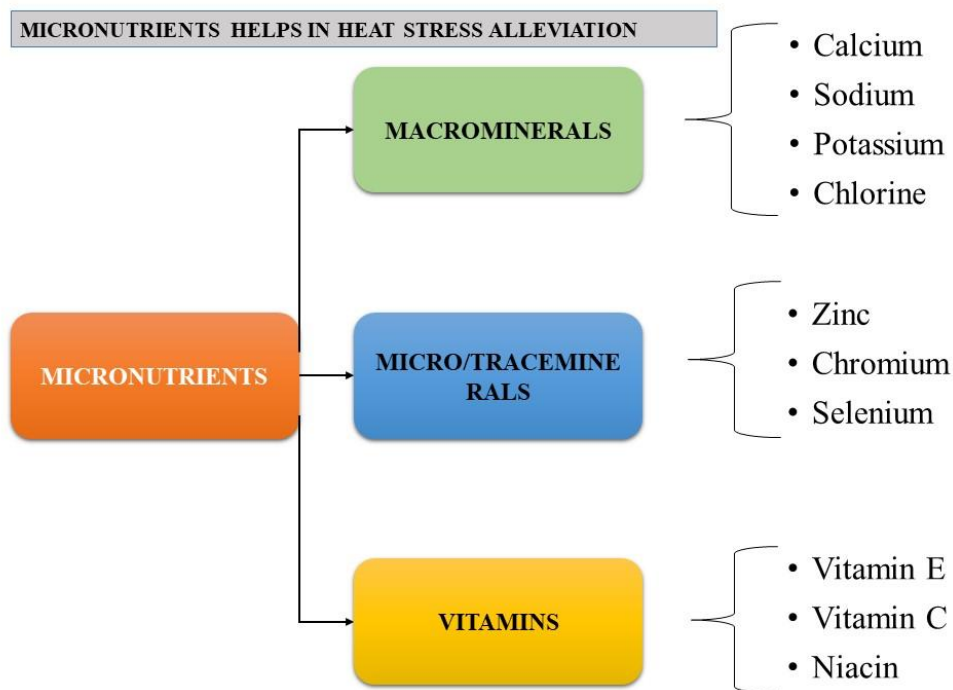 MICRONUTRIENTS HELPS IN HEAT STRESS ALLEVIATION
MACROMINERALS
• Calcium
• Sodium
• Potassium
• Chlorine
MICRONUTRIENTS
MICRO/TRACEMINE
RALS
• Zinc
• Chromium
• Selenium
VITAMINS
• Vitamin E
• Vitamin C
• Niacin